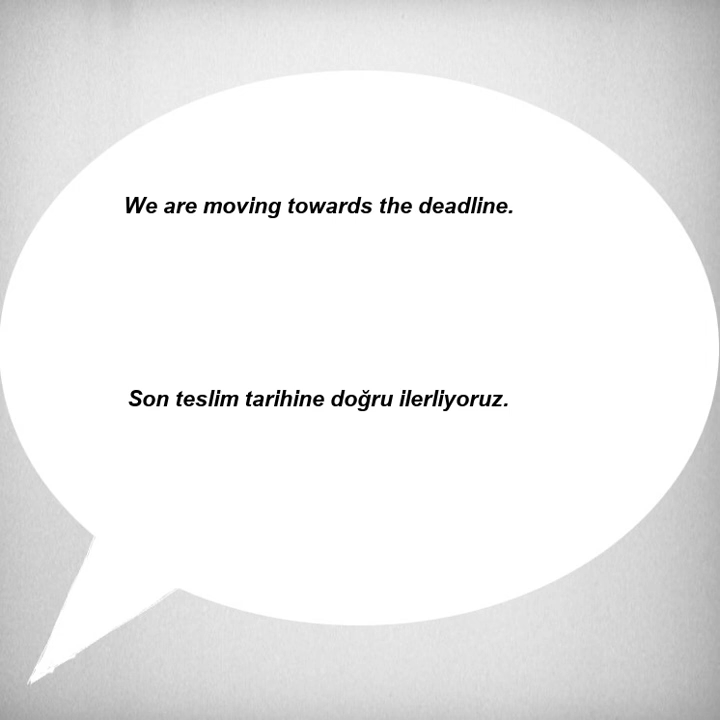 We are moving towards the deadline.
Son teslim tarihine doğru ilerliyoruz.